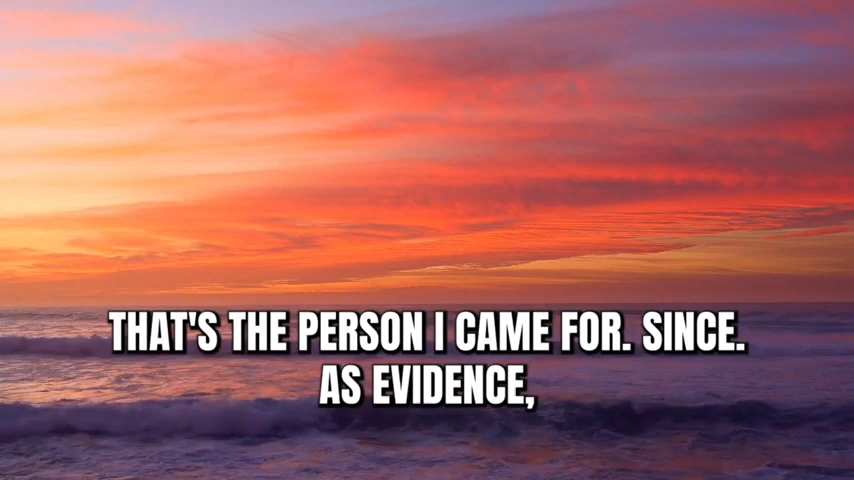 THAT'S THE PERSON I CAME FOR. SINCE.
AS EVIDENCE,